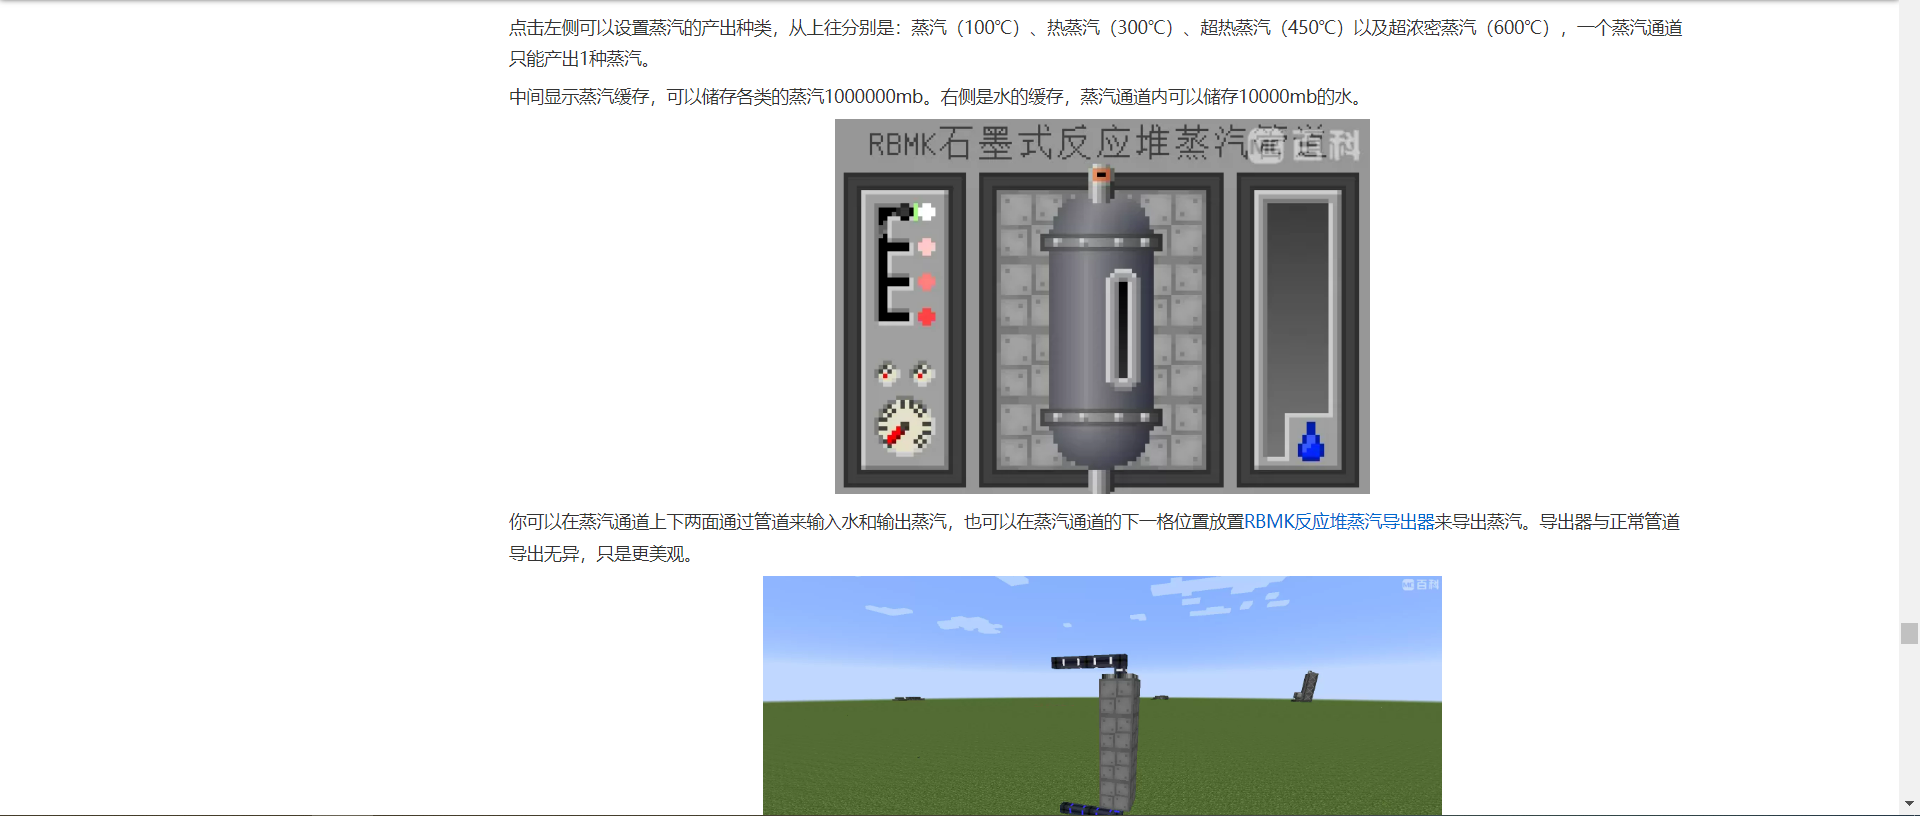 点击左侧可以设置蒸汽的产出种类，从上往分别是：蒸汽（100℃）、热蒸汽（300℃）、超热蒸汽（450℃）以及超浓密蒸汽（600℃），一个蒸汽通道
只能产出1种蒸汽。
中间显示蒸汽缓存，可以储存各类的蒸汽1000000mb。右侧是水的缓存，蒸汽通道内可以储存10000mb的水。
RBMK石墨式反应堆蒸汽管道
百科
你可以在蒸汽通道上下两面通过管道来输入水和输出蒸汽，也可以在蒸汽通道的下一格位置放置RBMK反应堆蒸汽导出器来导出蒸汽。导出器与正常管道
导出无异，只是更美观。
百科